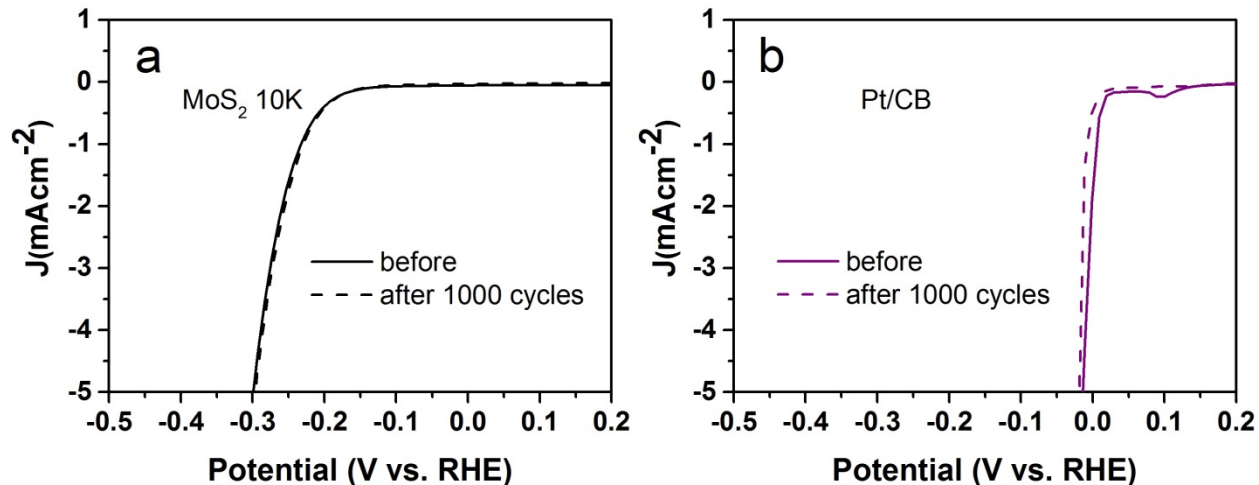 a
MoS₂ 10K
before
after 1000 cycles
J(mAcm⁻²
1
0
-1
-2
-3
-4
-5
-0.5 -0.4 -0.3 -0.2 -0.1 0.0 0.1 0.2
Potential (V vs. RHE)
b
Pt/CB
before
after 1000 cycles
J(mAcm⁻²
1
0
-1
-2
-3
-4
-5
-0.5 -0.4 -0.3 -0.2 -0.1 0.0 0.1 0.2
Potential (V vs. RHE)